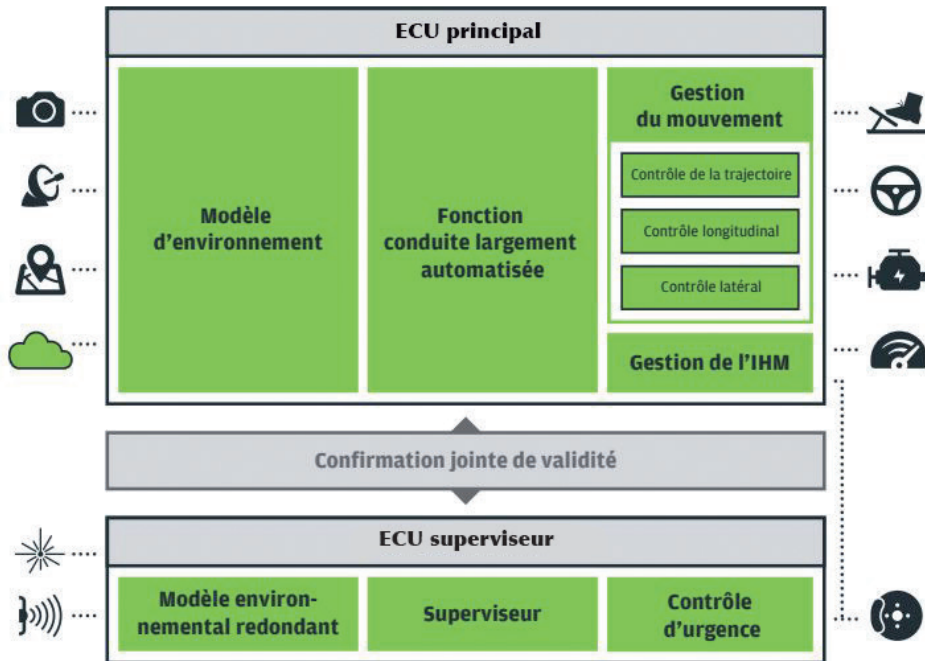 ECU principal
Modèle
d'environnement
Fonction
conduite largement
automatisée
Gestion
du mouvement
Contrôle de la trajectoire
Contrôle longitudinal
Contrôle latéral
Gestion de l'IHM
Confirmation jointe de validité
ECU superviseur
Modèle environ-
nemental redondant
Superviseur
Contrôle
d'urgence